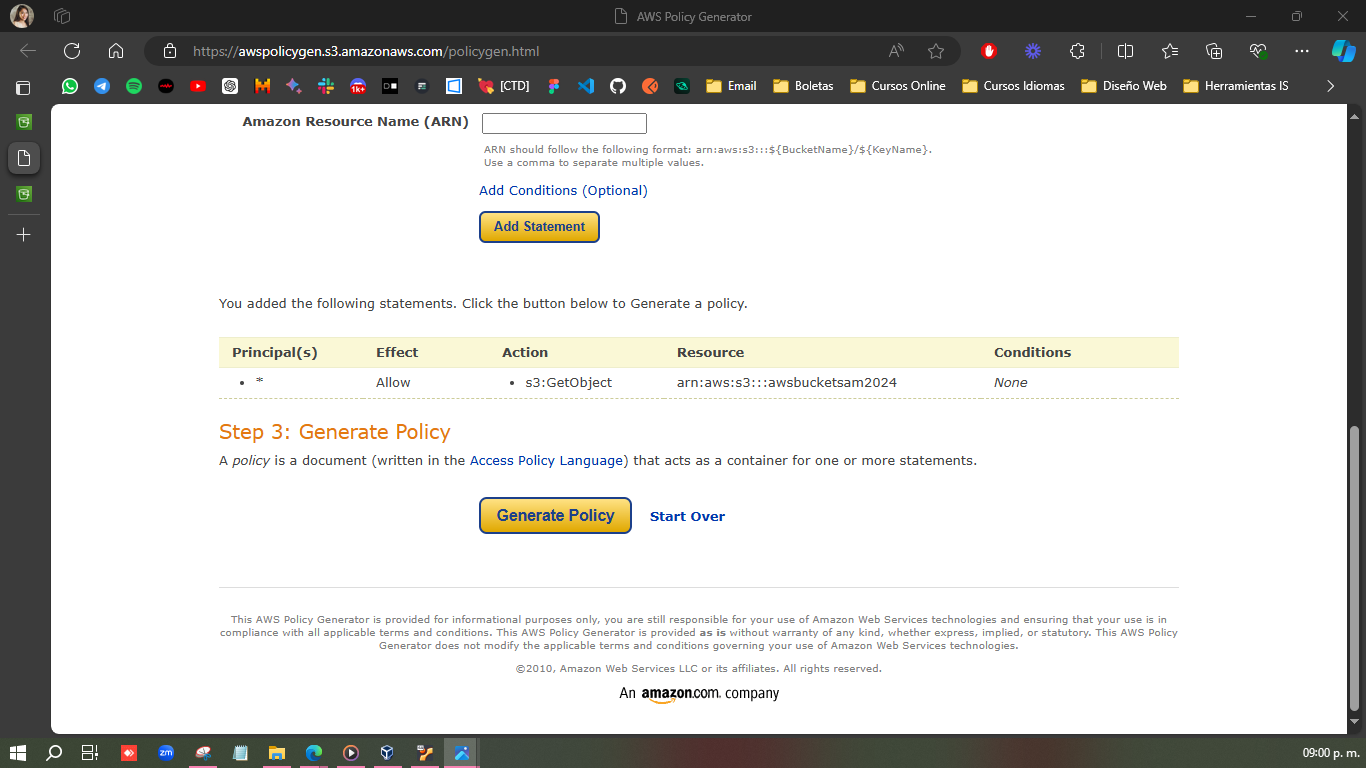 AWS Policy Generator
https://awspolicygen.s3.amazonaws.com/policygen.html
1k+
[CTD]
Email
Boletas
Cursos Online
Cursos Idiomas
Diseño Web
Herramientas IS
Amazon Resource Name (ARN)
ARN should follow the following format: arn:aws:s3:::${BucketName}/${KeyName}.
Use a comma to separate multiple values.
Add Conditions (Optional)
Add Statement
You added the following statements. Click the button below to Generate a policy.
Principal(s) Effect Action Resource Conditions
• * Allow • s3:GetObject arn:aws:s3:::awsbucketsam2024 None
Step 3: Generate Policy
A policy is a document (written in the Access Policy Language) that acts as a container for one or more statements.
Generate Policy Start Over
This AWS Policy Generator is provided for informational purposes only, you are still responsible for your use of Amazon Web Services technologies and ensuring that your use is in
compliance with all applicable terms and conditions. This AWS Policy Generator is provided as is without warranty of any kind, whether express, implied, or statutory. This AWS Policy
Generator does not modify the applicable terms and conditions governing your use of Amazon Web Services technologies.
©2010, Amazon Web Services LLC or its affiliates. All rights reserved.
An amazon.com. company
zm
09:00 p. m.